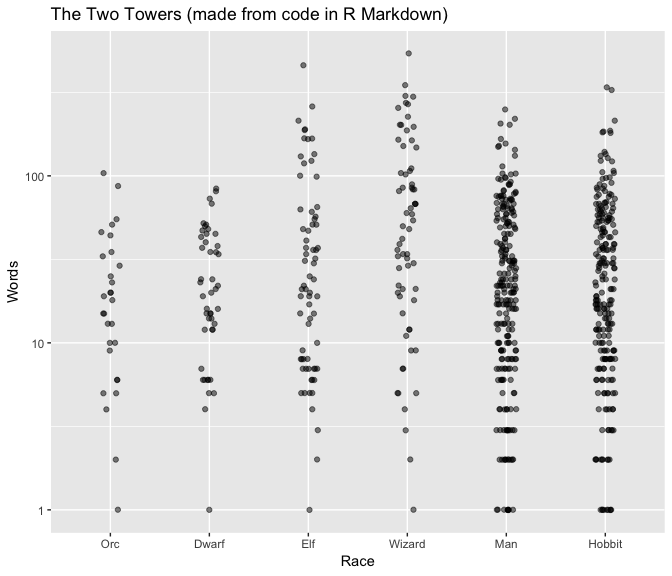 The Two Towers (made from code in R Markdown)
100
10
1
Words
Orc Dwarf Elf Wizard Man Hobbit
Race